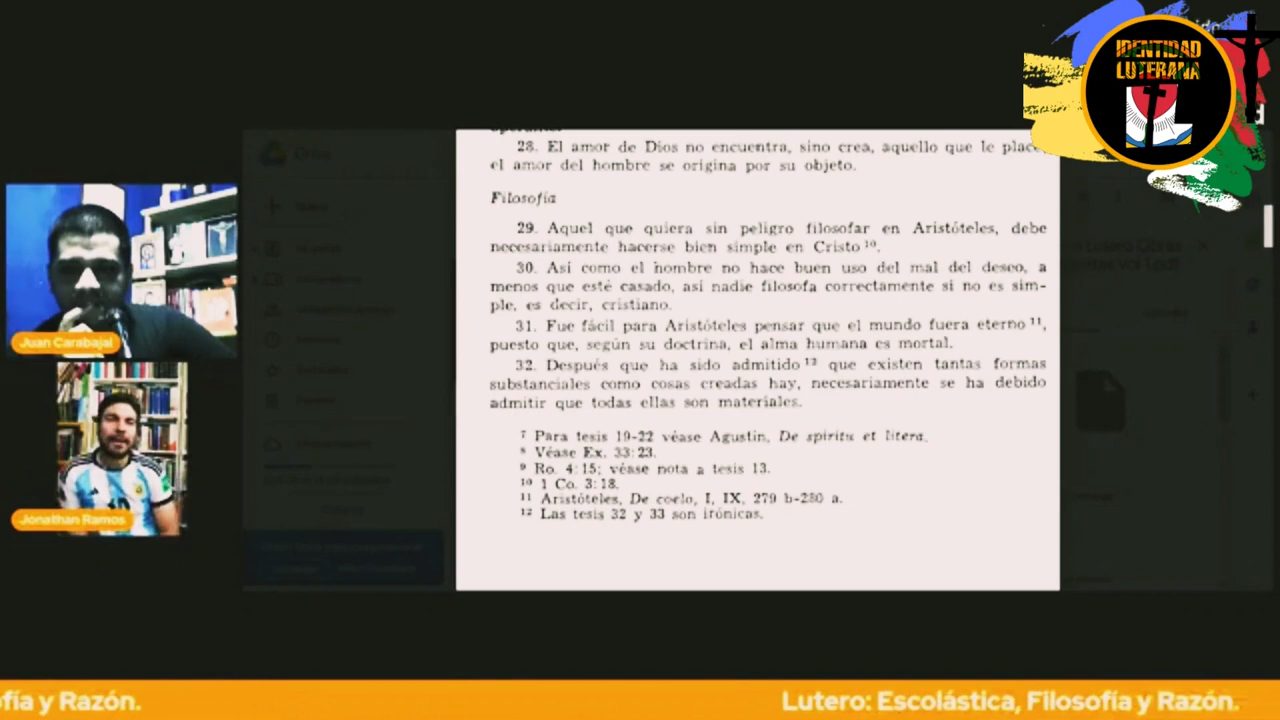 IDENTIDAD
LUTERANA
Drive
28. El amor de Dios no encuentra, sino crea, aquello que le place
el amor del hombre se origina por su objeto.
Filosofía
29. Aquel que quiera sin peligro filosofar en Aristóteles, debe
necesariamente hacerse bien simple en Cristo ¹⁰.
30. Así como el hombre no hace buen uso del mal del deseo, a
menos que esté casado, así nadie filosofa correctamente si no es sim-
ple, es decir, cristiano.
31. Fue fácil para Aristóteles pensar que el mundo fuera eterno ¹¹,
puesto que, según su doctrina, el alma humana es mortal.
32. Después que ha sido admitido ¹² que existen tantas formas
substanciales como cosas creadas hay, necesariamente se ha debido
admitir que todas ellas son materiales.
⁷ Para tesis 19-22 véase Agustín, De spiritu et litera.
⁸ Véase Ex. 33:23.
⁹ Ro. 4:15; véase nota a tesis 13.
¹⁰ 1 Co. 3:18.
¹¹ Aristóteles, De coelo, I, IX, 279 b-280 a.
¹² Las tesis 32 y 33 son irónicas.
Juan Carabajal
Jonathan Ramos
fía y Razón.
Lutero: Escolástica, Filosofía y Razón.